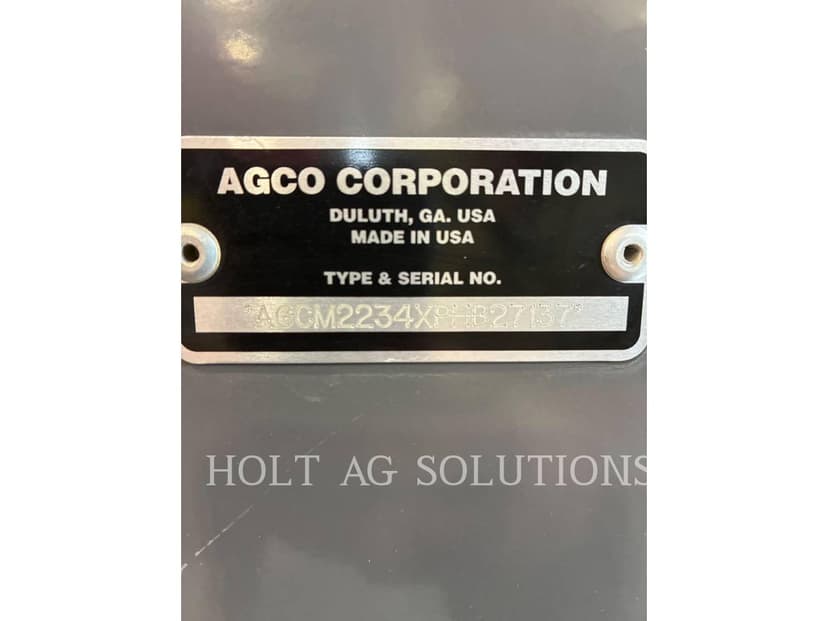 AGCO CORPORATION
DULUTH, GA. USA
MADE IN USA
TYPE & SERIAL NO.
*AGCM2234XPHB27137*
HOLT AG SOLUTIONS